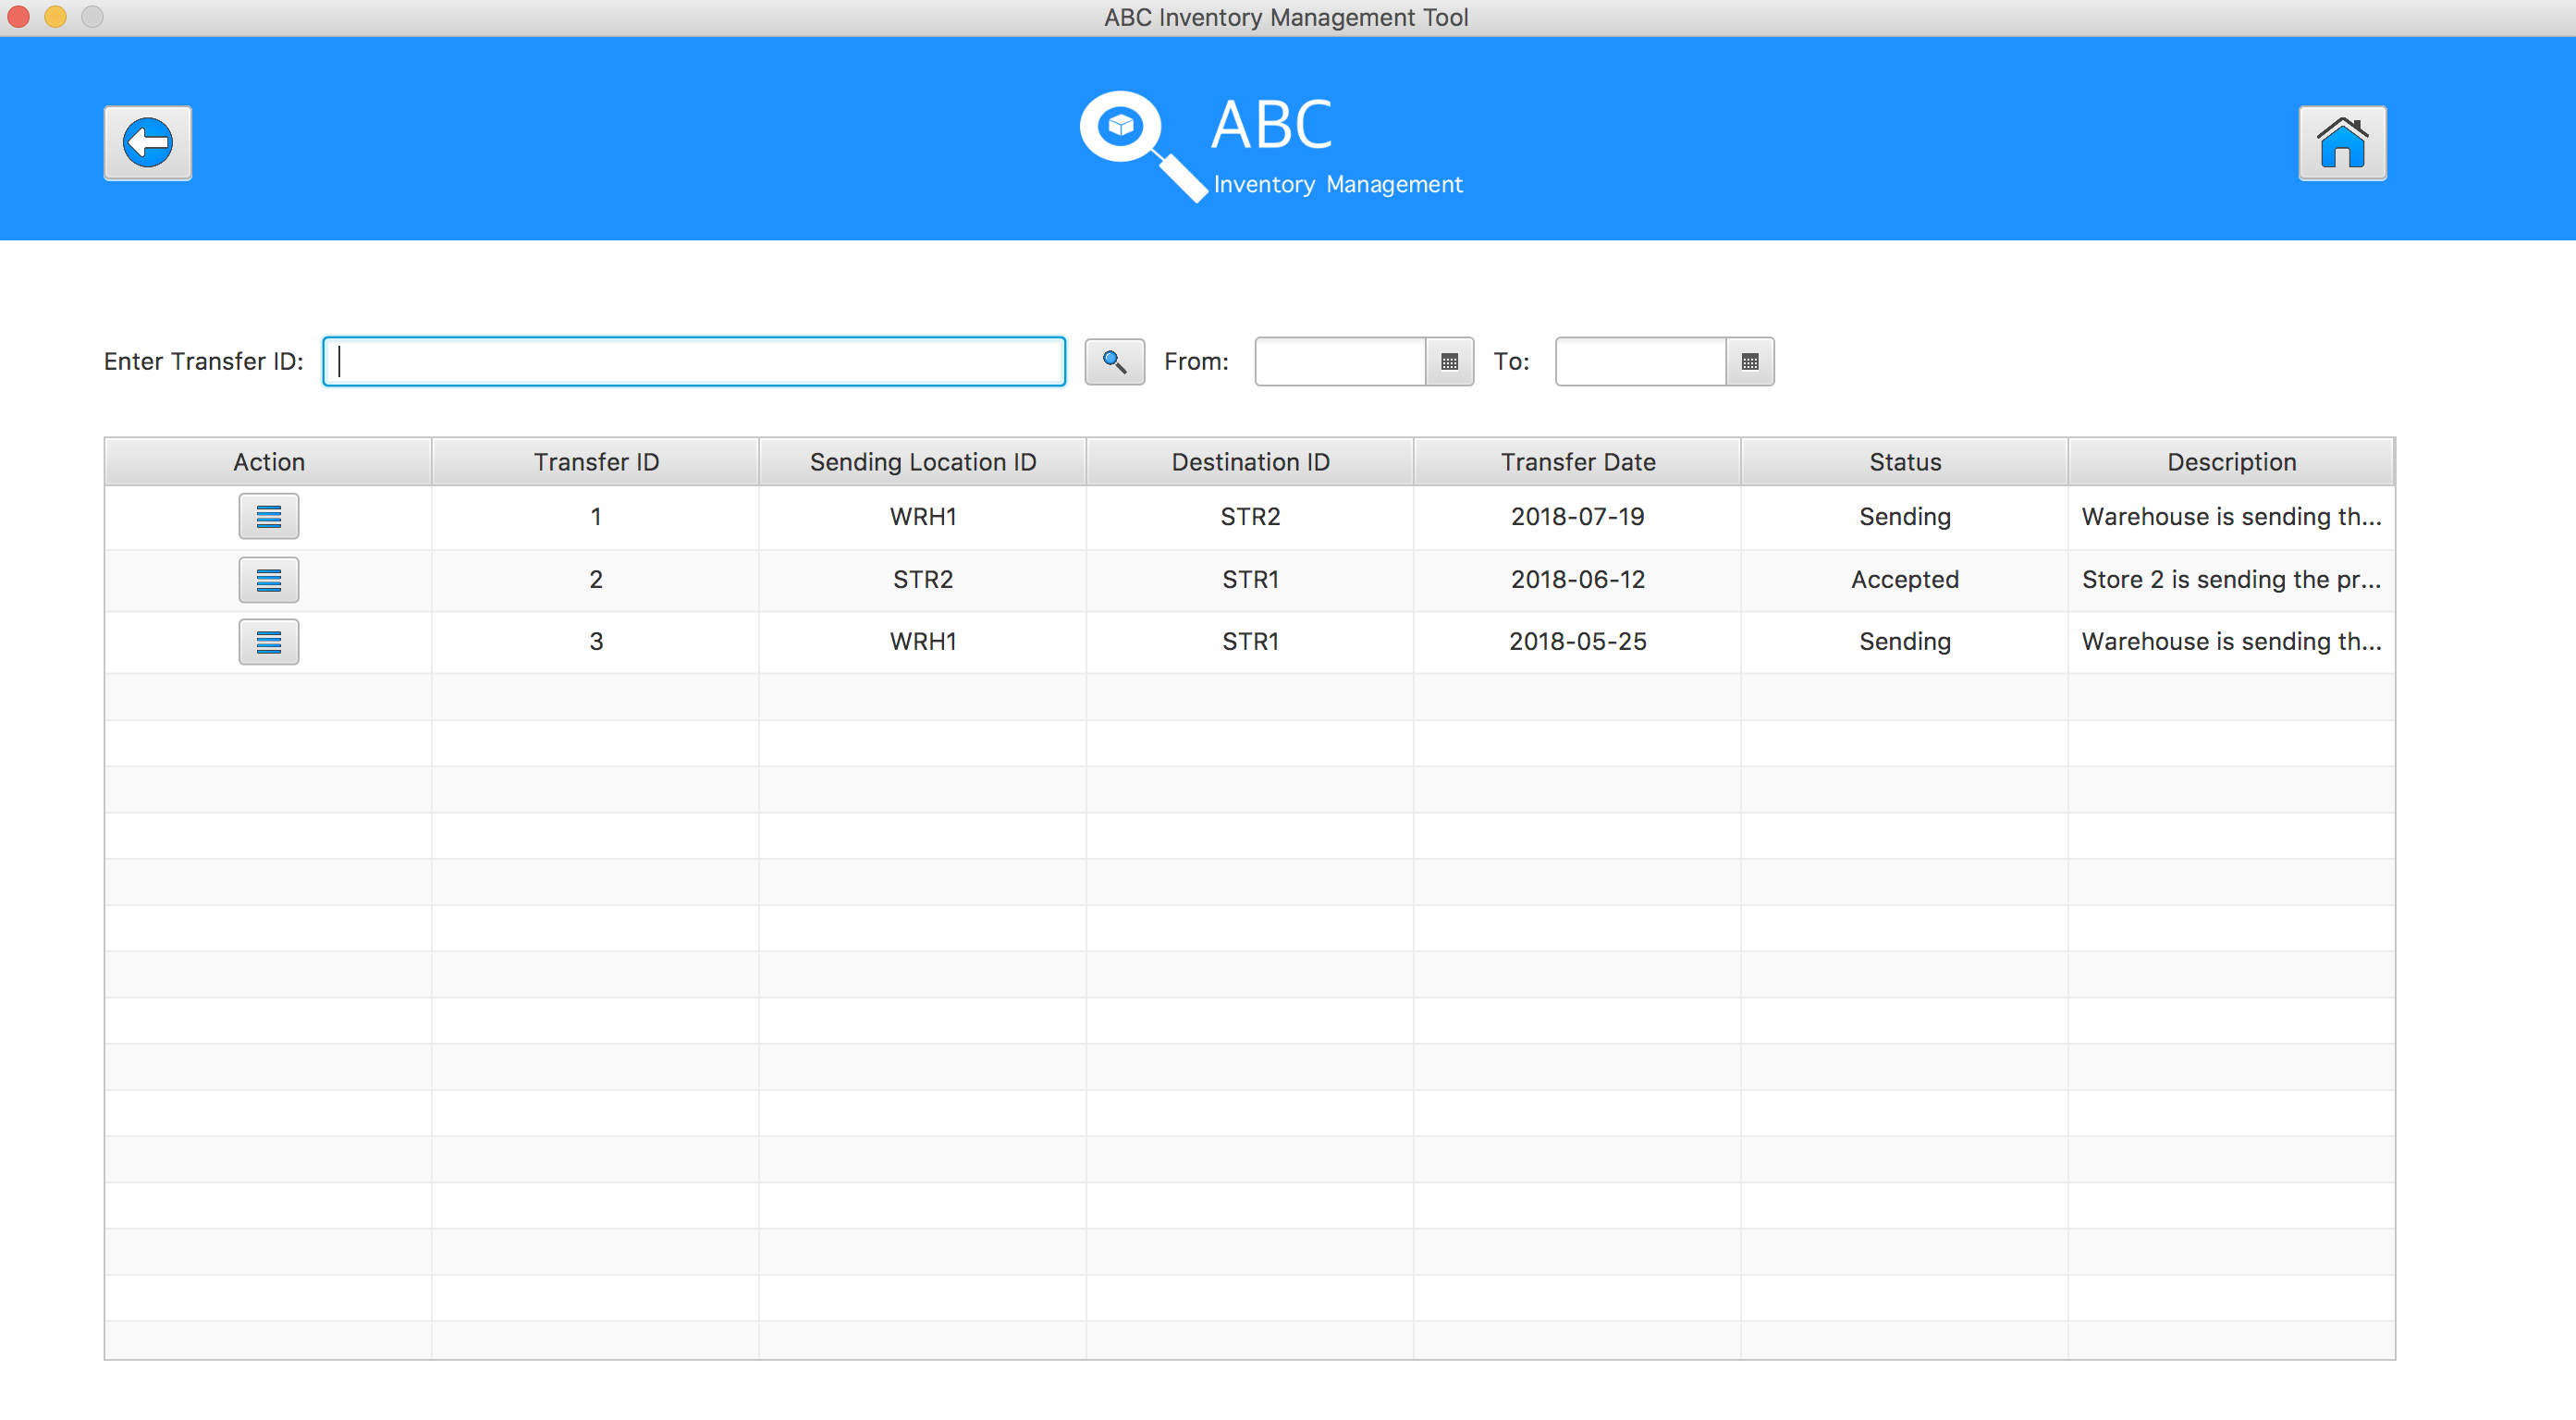 ABC Inventory Management Tool
ABC
Inventory Management
Enter Transfer ID: From: To:
Action Transfer ID Sending Location ID Destination ID Transfer Date Status Description
1 WRH1 STR2 2018-07-19 Sending Warehouse is sending th...
2 STR2 STR1 2018-06-12 Accepted Store 2 is sending the pr...
3 WRH1 STR1 2018-05-25 Sending Warehouse is sending th...